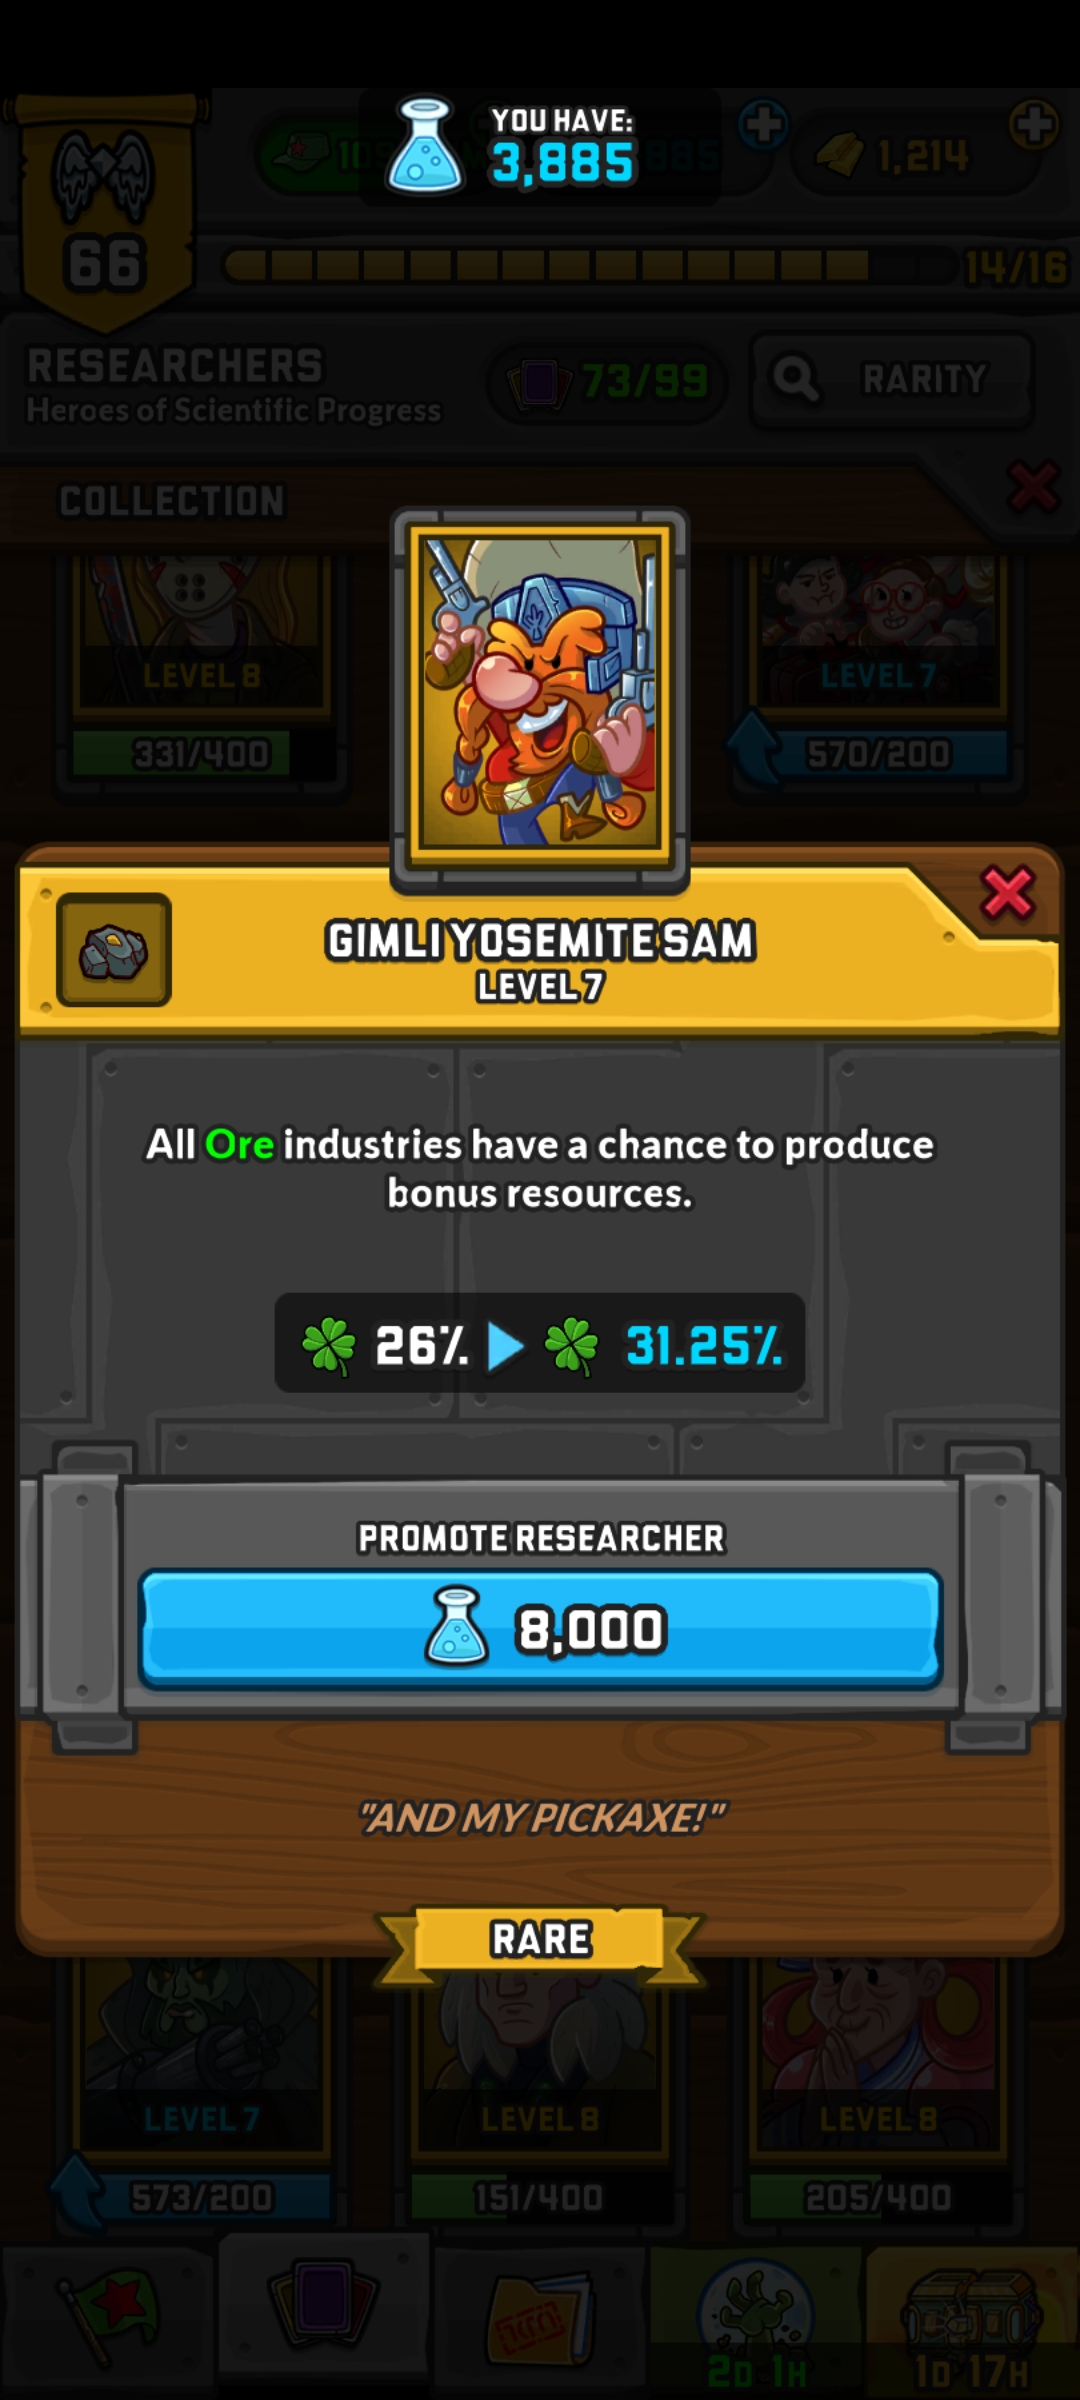 YOU HAVE:
3,885
1,214
66
14/16
RESEARCHERS
Heroes of Scientific Progress
73/99
RARITY
COLLECTION
LEVEL 8
LEVEL 7
331/400
570/200
GIMLI YOSEMITE SAM
LEVEL 7
All Ore industries have a chance to produce
bonus resources.
26% 31.25%
PROMOTE RESEARCHER
8,000
"AND MY PICKAXE!"
RARE
LEVEL 7
LEVEL 8
LEVEL 8
573/200
151/400
205/400
2D 1H
1D 17H